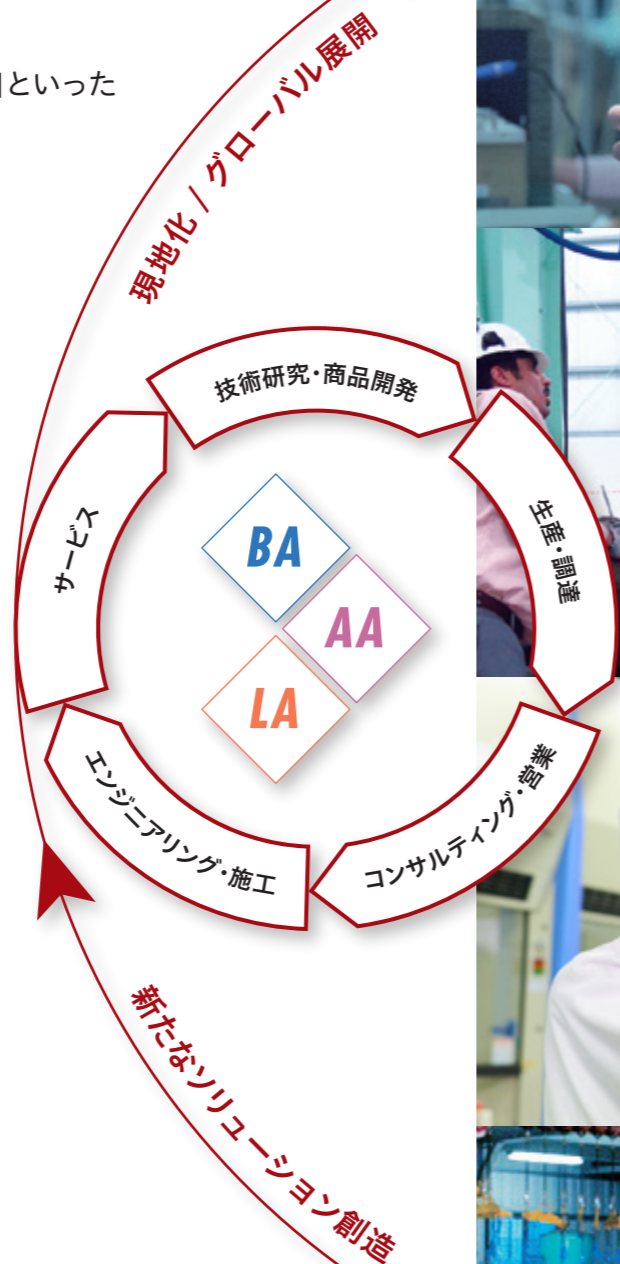 といった
現地化 / グローバル展開
技術研究・商品開発
生産・調達
コンサルティング・営業
エンジニアリング・施工
サービス
BA
AA
LA
新たなソリューション創造